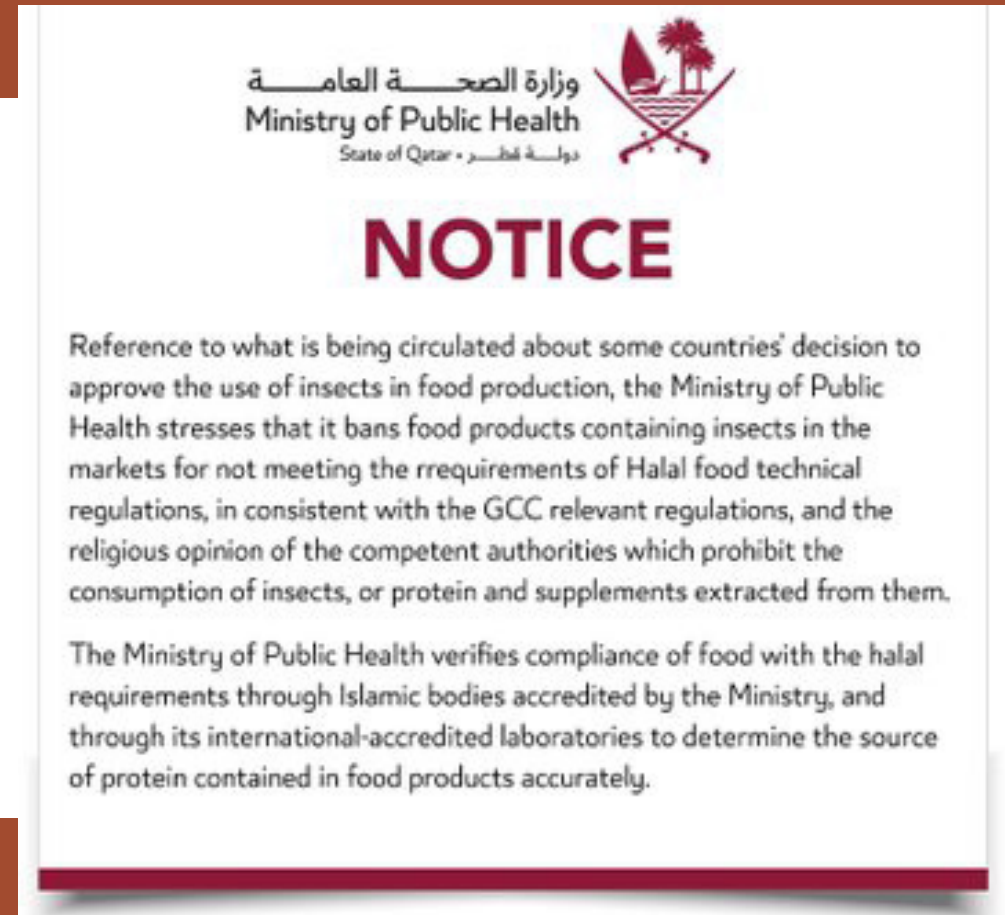 وزارة الصحة العامة
Ministry of Public Health
State of Qatar • دولة قطر
NOTICE
Reference to what is being circulated about some countries' decision to
approve the use of insects in food production, the Ministry of Public
Health stresses that it bans food products containing insects in the
markets for not meeting the rrequirements of Halal food technical
regulations, in consistent with the GCC relevant regulations, and the
religious opinion of the competent authorities which prohibit the
consumption of insects, or protein and supplements extracted from them.
The Ministry of Public Health verifies compliance of food with the halal
requirements through Islamic bodies accredited by the Ministry, and
through its international-accredited laboratories to determine the source
of protein contained in food products accurately.